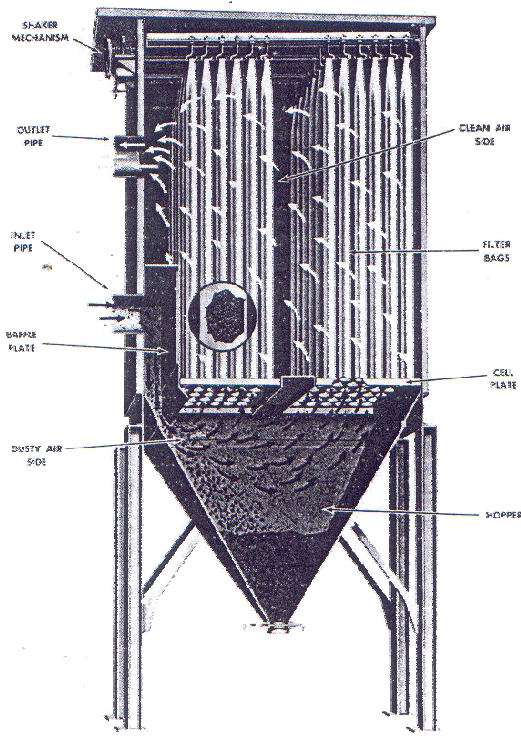 SHAKER
MECHANISM
OUTLET
PIPE
CLEAN AIR
SIDE
INLET
PIPE
FILTER
BAGS
BAFFLE
PLATE
CELL
PLATE
DUSTY AIR
SIDE
HOPPER